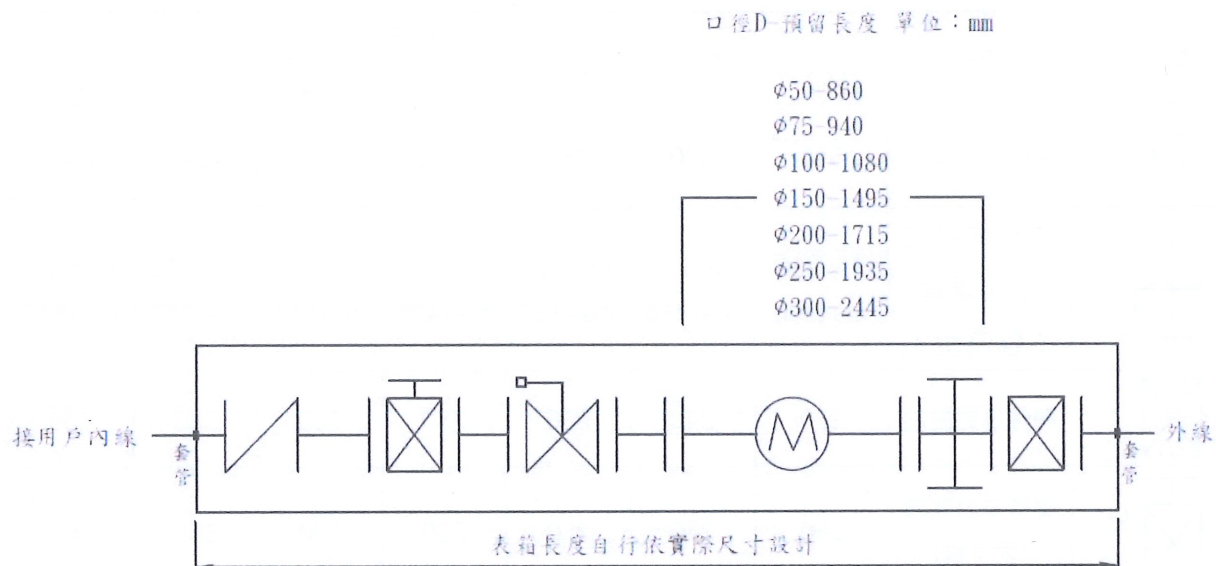 口徑D-預留長度 單位：mm
φ50-860
φ75-940
φ100-1080
φ150-1495
φ200-1715
φ250-1935
φ300-2445
M
接用戶內線
套管
外線
套管
表箱長度自行依實際尺寸設計